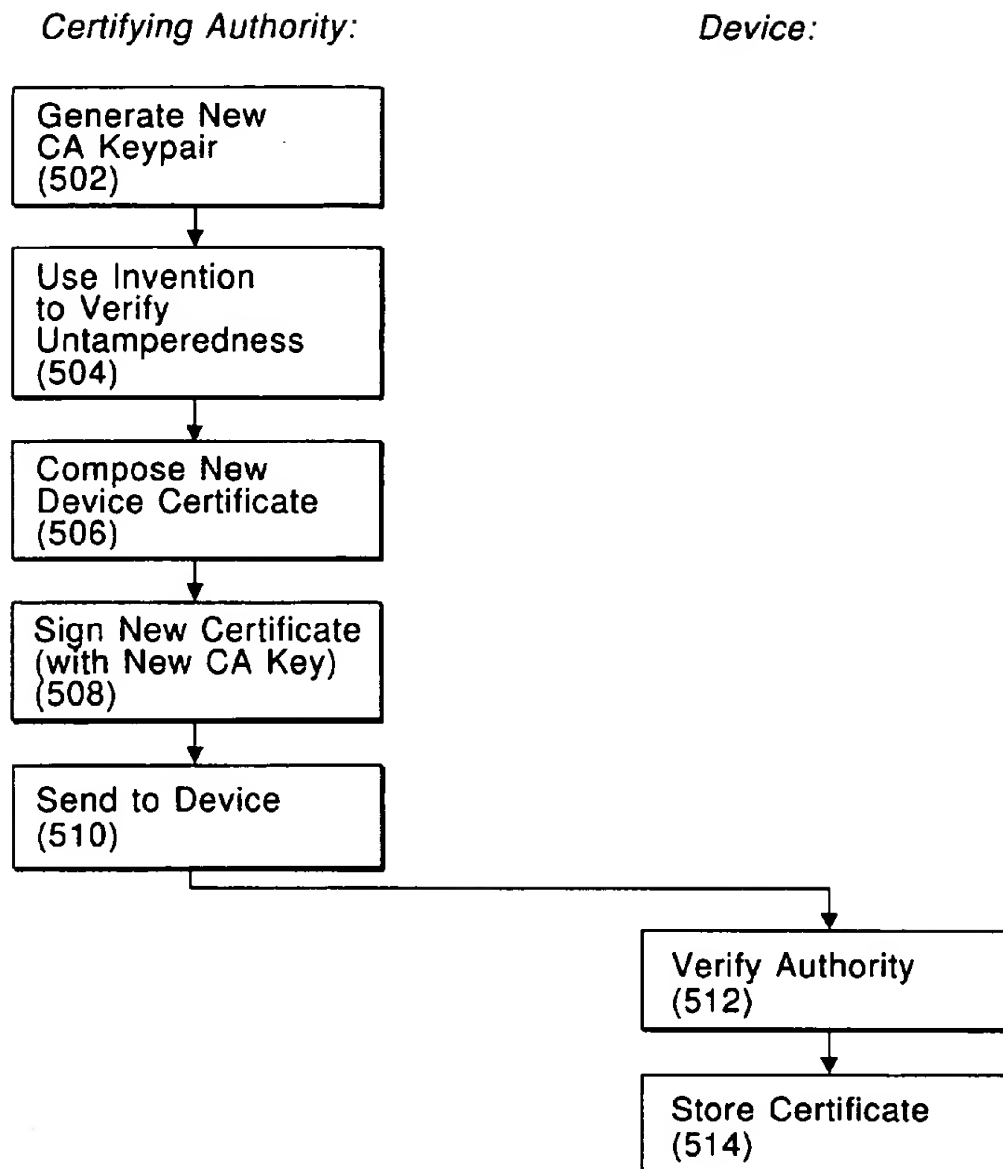 Certifying Authority:
Device:
Generate New
CA Keypair
(502)
Use Invention
to Verify
Untamperedness
(504)
Compose New
Device Certificate
(506)
Sign New Certificate
(with New CA Key)
(508)
Send to Device
(510)
Verify Authority
(512)
Store Certificate
(514)